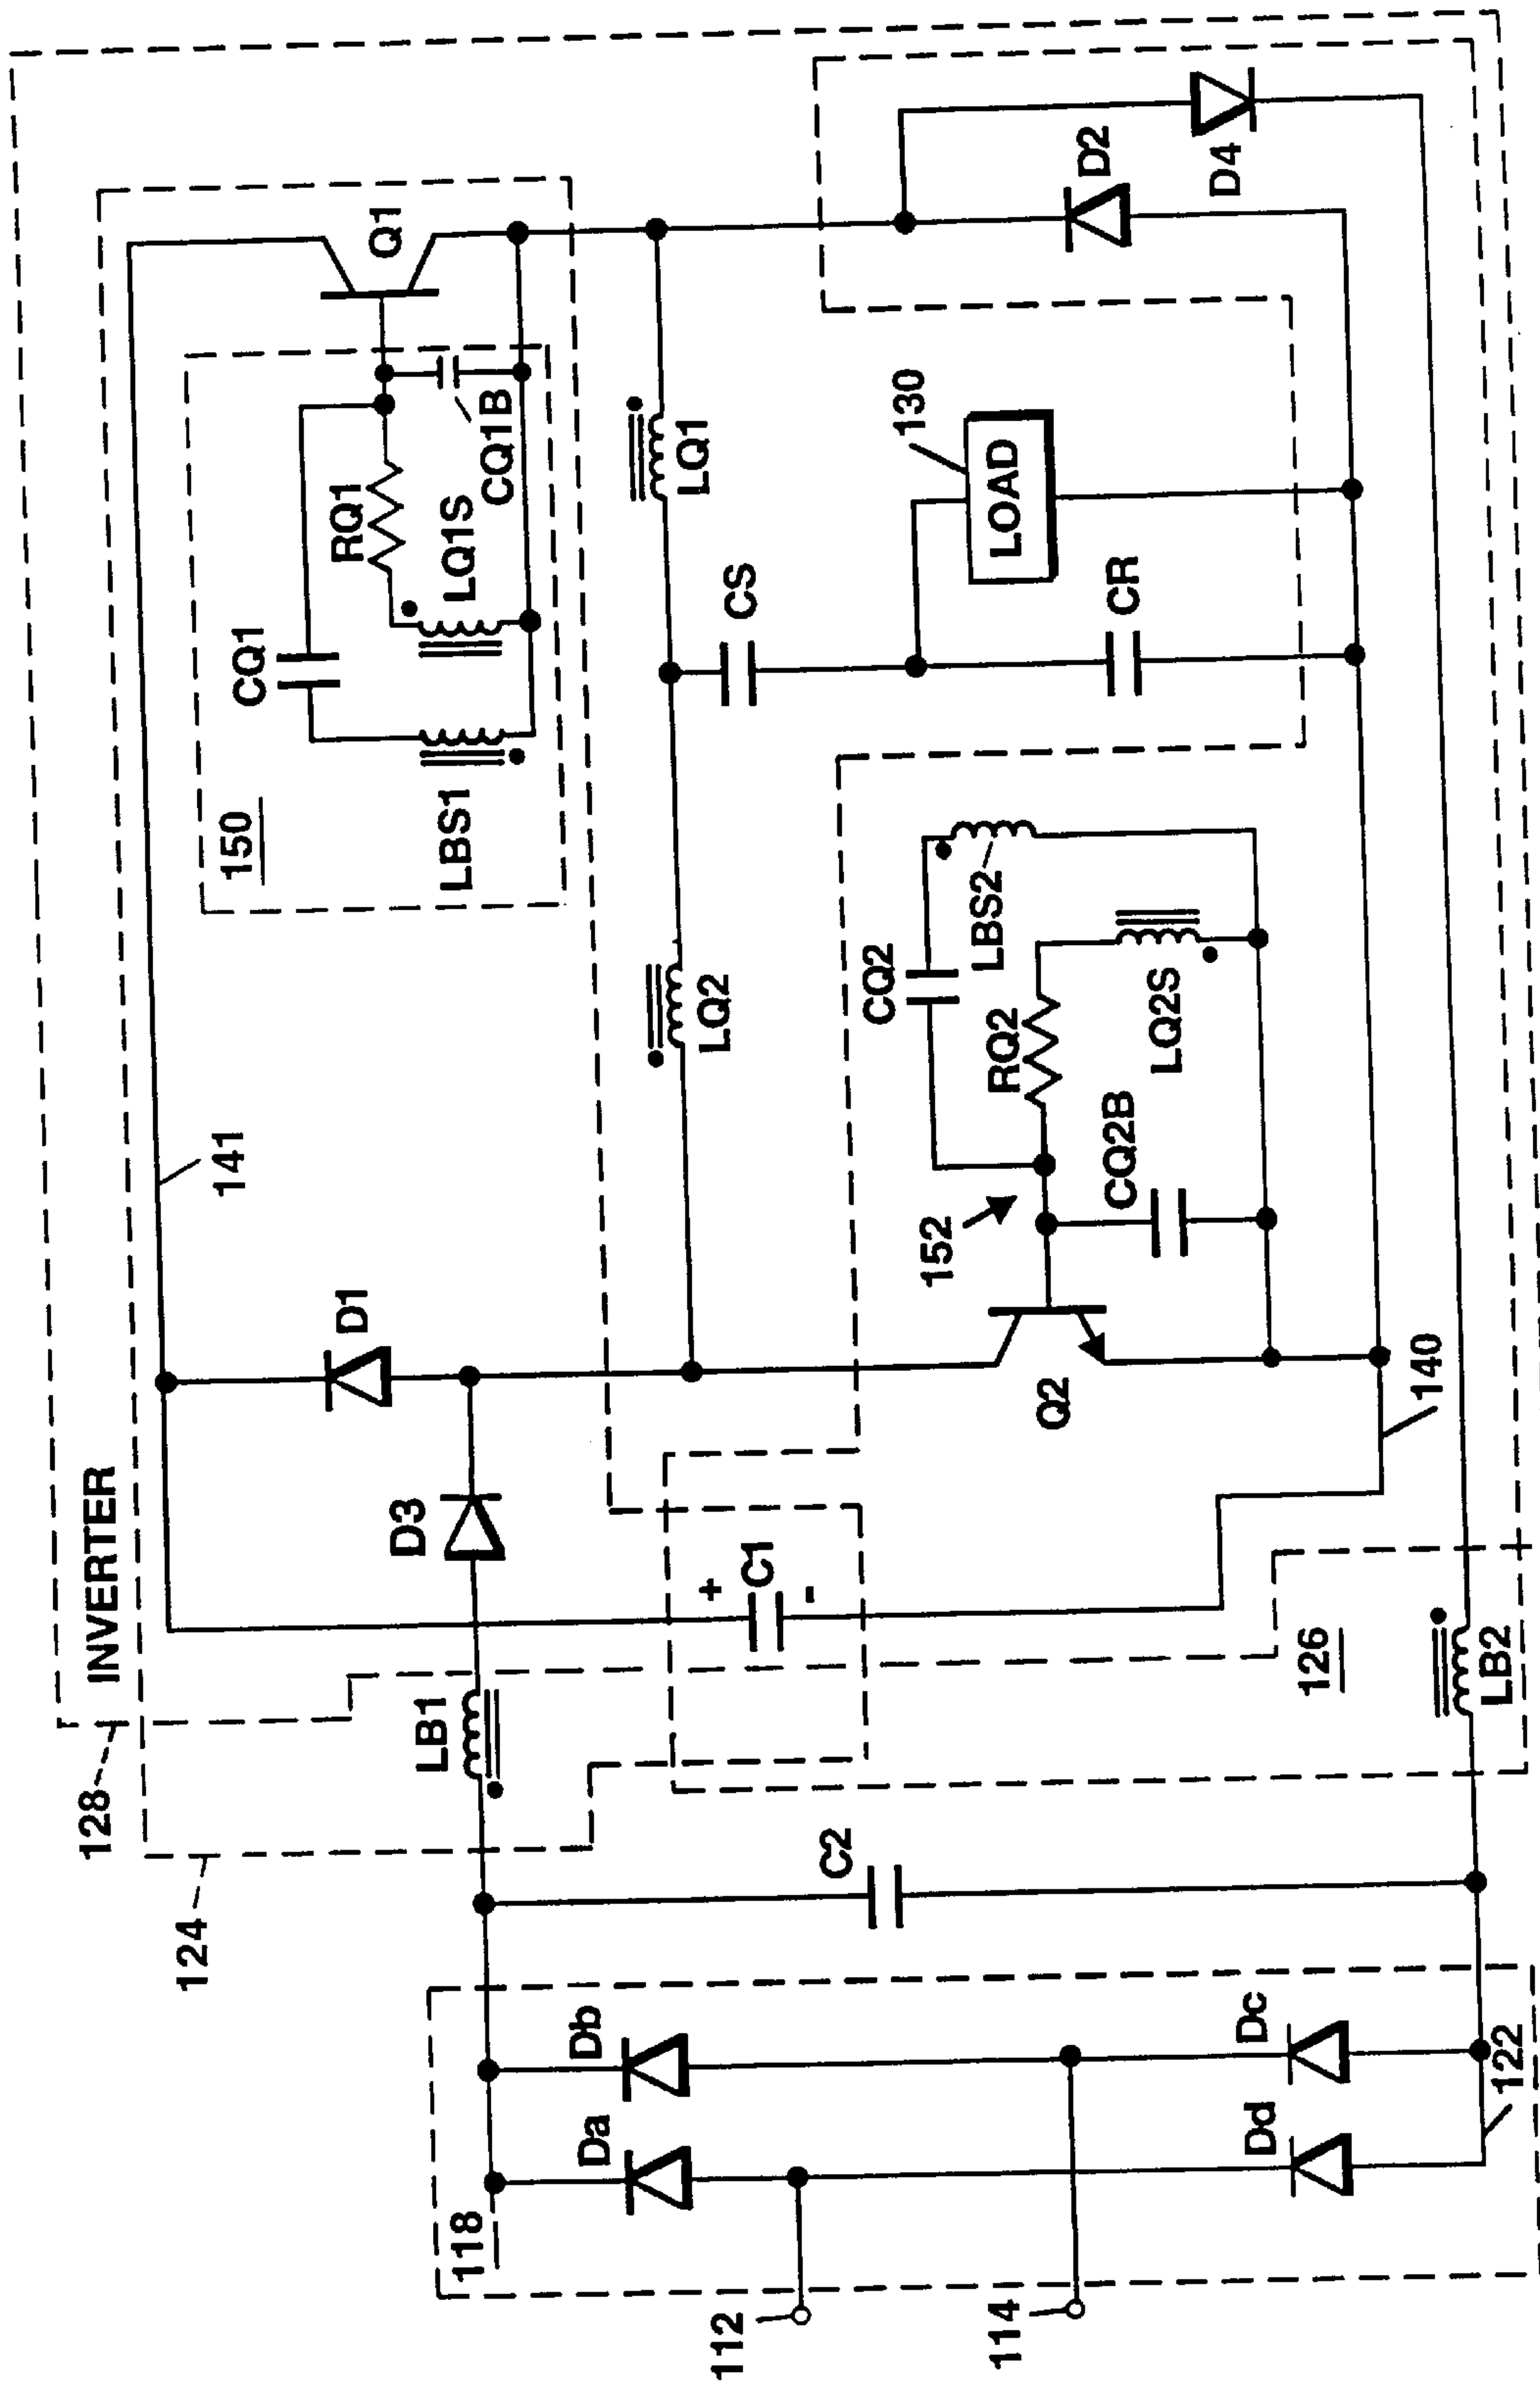 INVERTER
128
124
141
D1
D3
LB1
C1
+
-
Q1
150
CQ1
RQ1
LQ1S
LBS1
CQ1B
LQ2
LQ1
CS
130
LOAD
CR
D2
D4
CQ2
RQ2
LBS2
LQ2S
CQ2B
152
Q2
140
126
LB2
C2
118
Da
Db
Dc
Dd
122
112
114